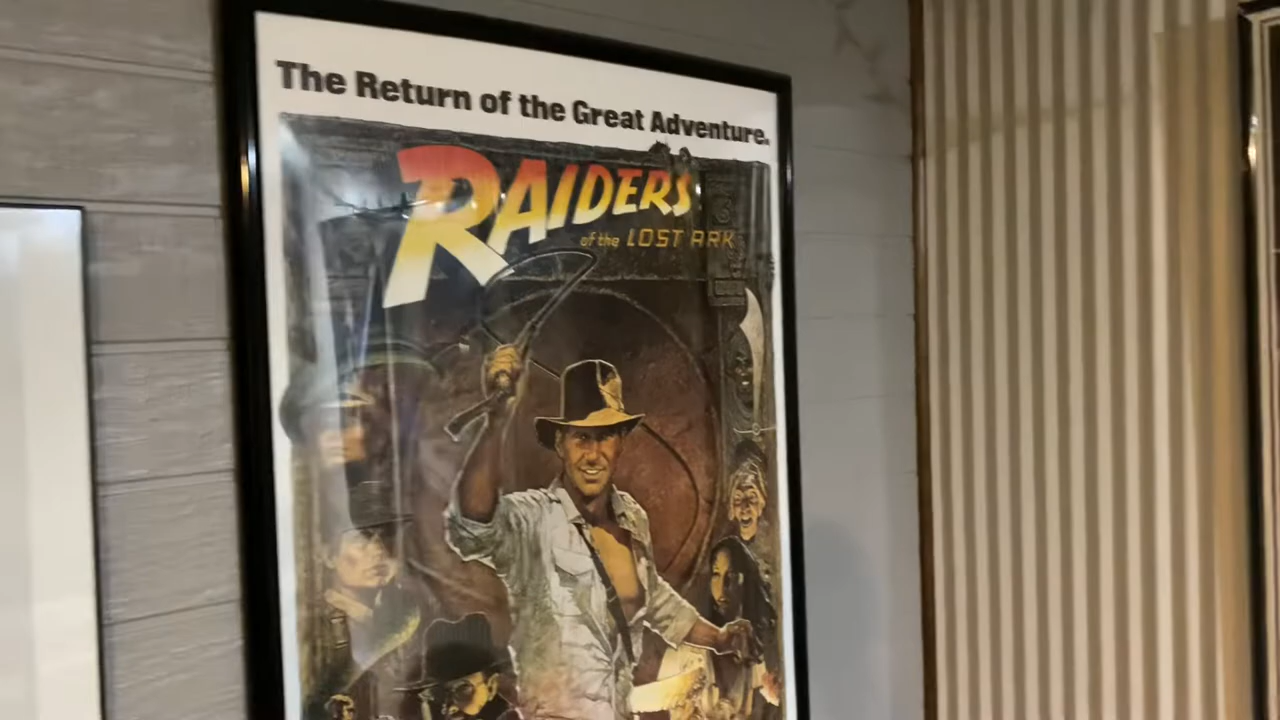 The Return of the Great Adventure.
RAIDERS
of the LOST ARK